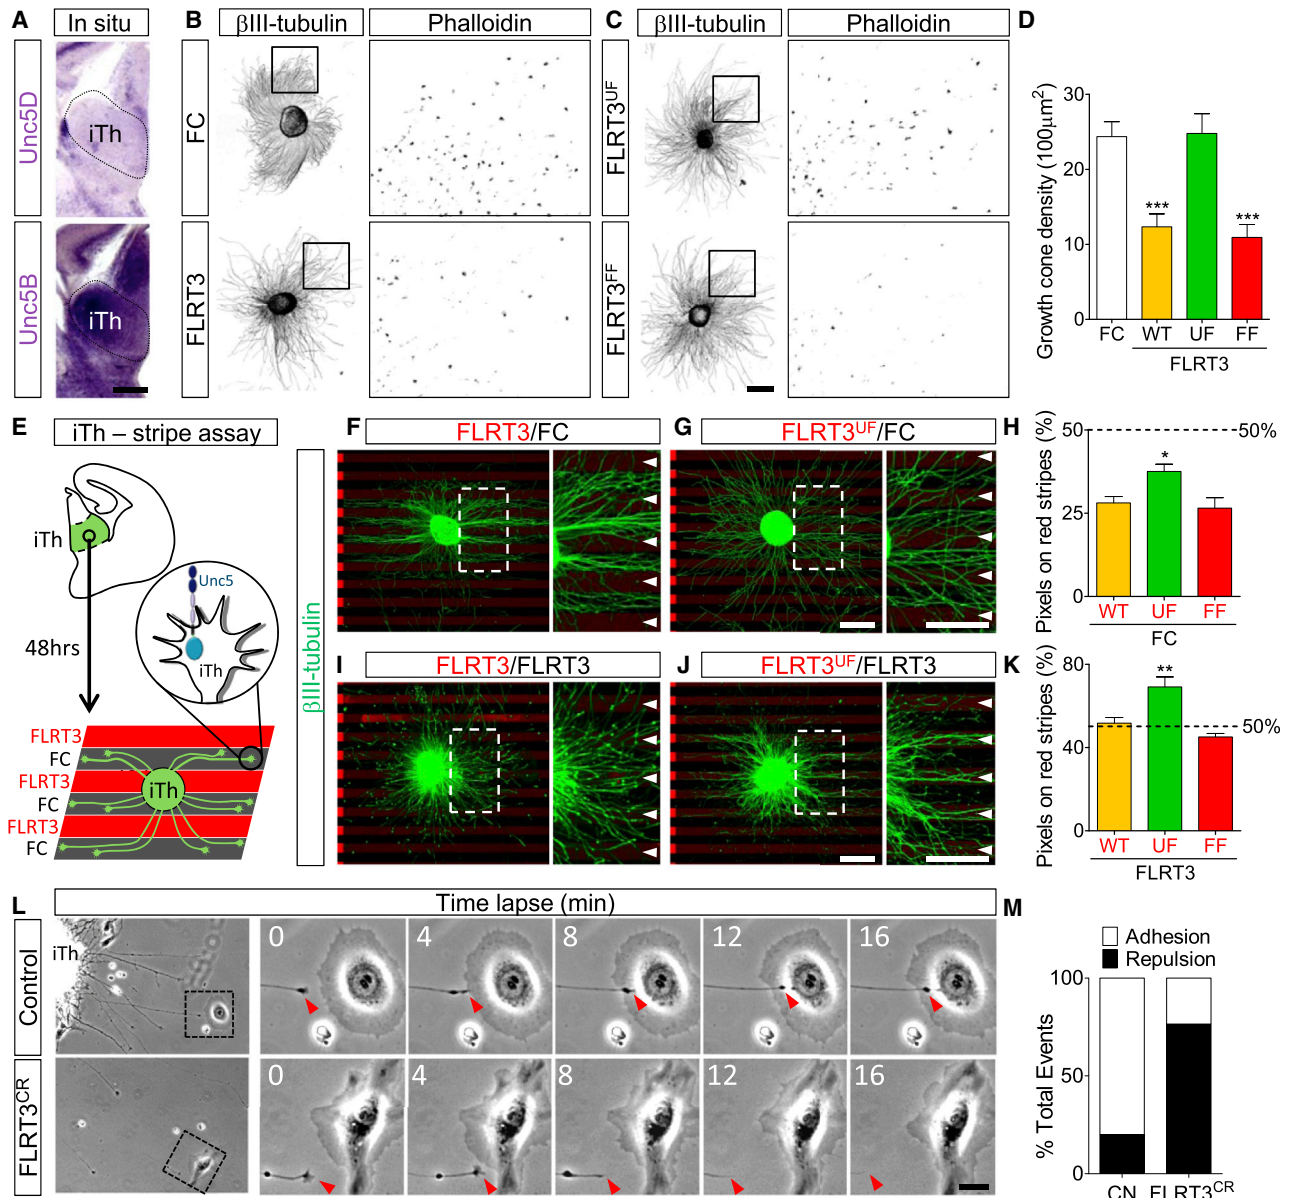 A
In situ
Unc5D
iTh
Unc5B
iTh
B
βIII-tubulin
Phalloidin
FC
FLRT3
C
βIII-tubulin
Phalloidin
FLRT3UF
FLRT3FF
D
Growth cone density (100μm2)
30
20
10
0
***
***
FC
WT
UF
FF
FLRT3
E
iTh – stripe assay
iTh
Unc5
iTh
48hrs
FLRT3
FC
FLRT3
FC
FLRT3
FC
iTh
βIII-tubulin
F
FLRT3/FC
G
FLRT3UF/FC
H
Pixels on red stripes (%)
50
25
0
50%
*
WT
UF
FF
FC
I
FLRT3/FLRT3
J
FLRT3UF/FLRT3
K
Pixels on red stripes (%)
80
40
0
50%
**
WT
UF
FF
FLRT3
L
Time lapse (min)
Control
iTh
0
4
8
12
16
FLRT3CR
0
4
8
12
16
M
Adhesion
Repulsion
% Total Events
100
50
0
CN
FLRT3CR